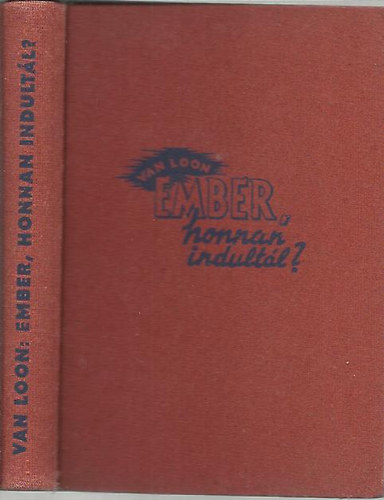 VAN LOON: EMBER, HONNAN INDULTÁL?
VAN LOON
EMBER,
honnan
indultál?